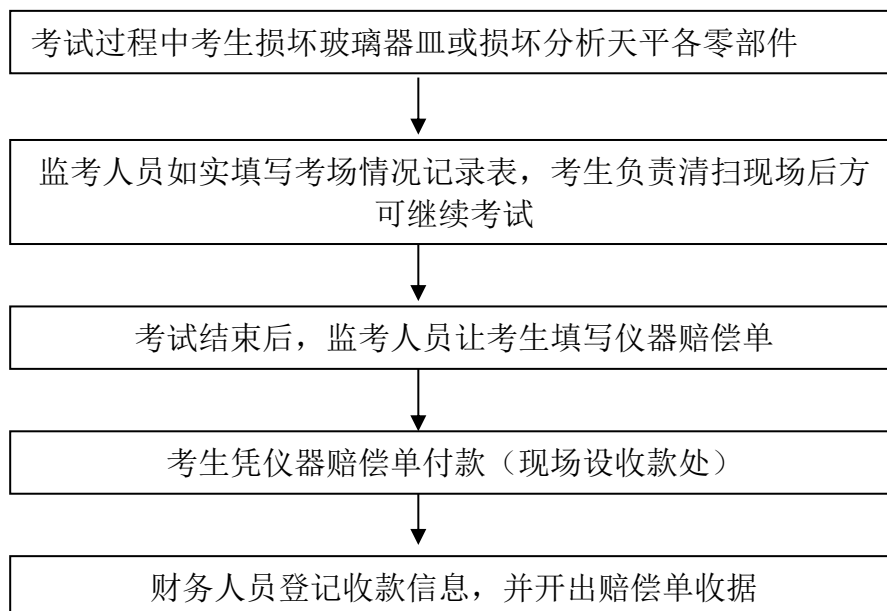 考试过程中考生损坏玻璃器皿或损坏分析天平各零部件
监考人员如实填写考场情况记录表，考生负责清扫现场后方
可继续考试
考试结束后，监考人员让考生填写仪器赔偿单
考生凭仪器赔偿单付款（现场设收款处）
财务人员登记收款信息，并开出赔偿单收据